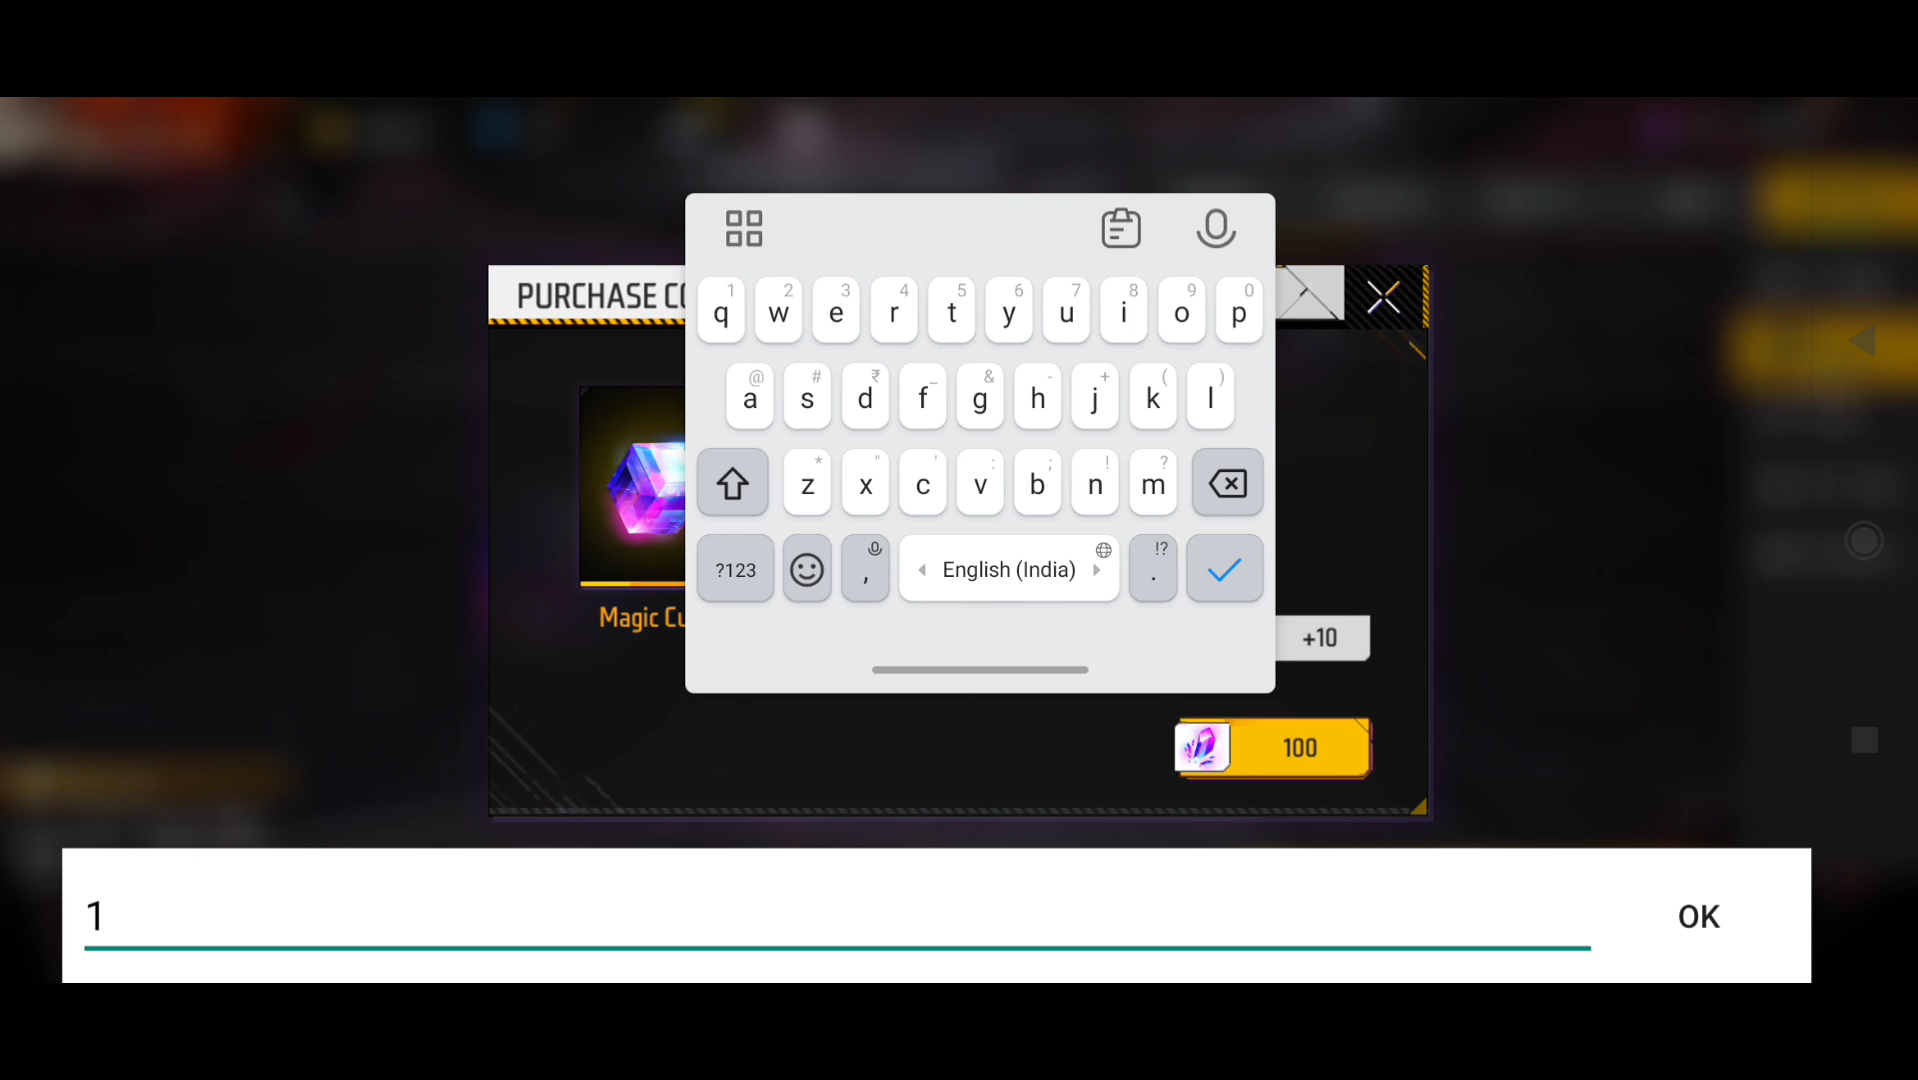 PURCHASE CO
1 2 3 4 5 6 7 8 9 0
q w e r t y u i o p
@ # ₹ _ & - + ( )
a s d f g h j k l
* " ' : ; ! ?
z x c v b n m
?123 , English (India) !? .
Magic Cu
+10
100
1
OK